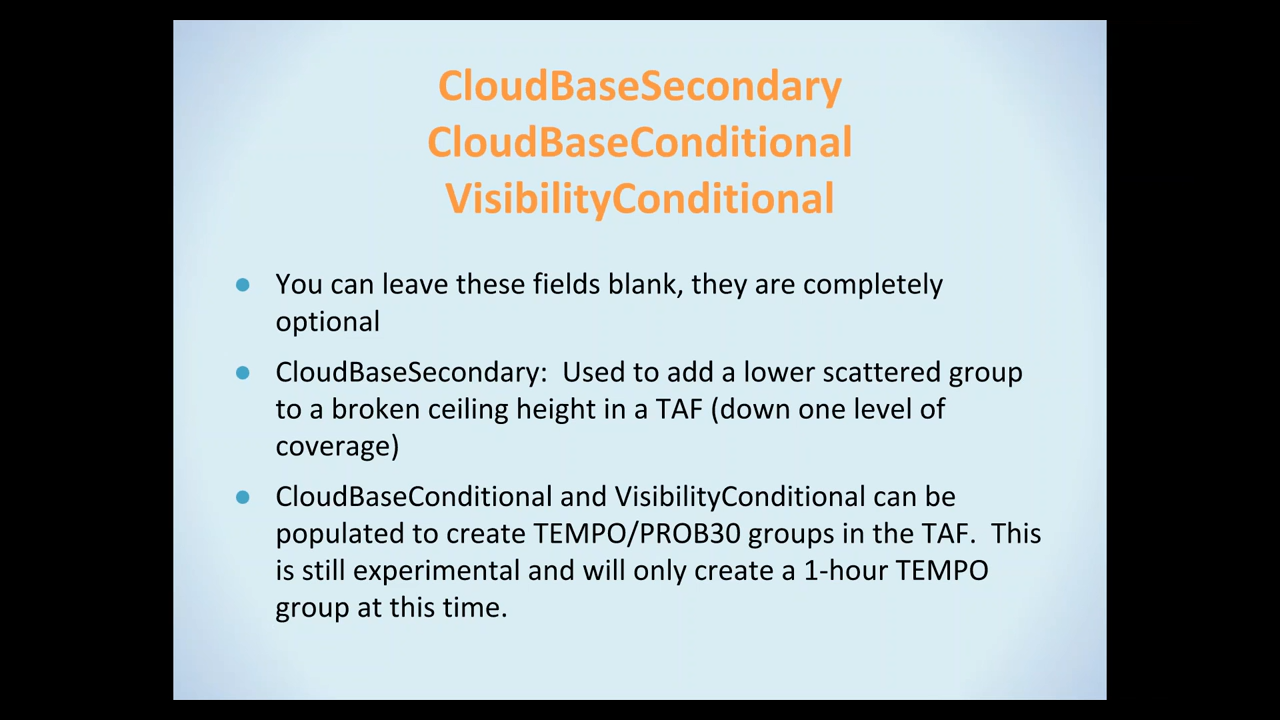 CloudBaseSecondary
CloudBaseConditional
VisibilityConditional
● You can leave these fields blank, they are completely
optional
● CloudBaseSecondary:  Used to add a lower scattered group
to a broken ceiling height in a TAF (down one level of
coverage)
● CloudBaseConditional and VisibilityConditional can be
populated to create TEMPO/PROB30 groups in the TAF.  This
is still experimental and will only create a 1-hour TEMPO
group at this time.